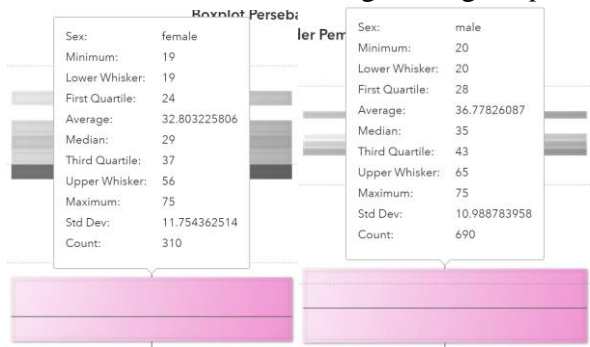 Boxplot Perseba
Sex: female
Minimum: 19
Lower Whisker: 19
First Quartile: 24
Average: 32.803225806
Median: 29
Third Quartile: 37
Upper Whisker: 56
Maximum: 75
Std Dev: 11.754362514
Count: 310
der Pem
Sex: male
Minimum: 20
Lower Whisker: 20
First Quartile: 28
Average: 36.77826087
Median: 35
Third Quartile: 43
Upper Whisker: 65
Maximum: 75
Std Dev: 10.988783958
Count: 690